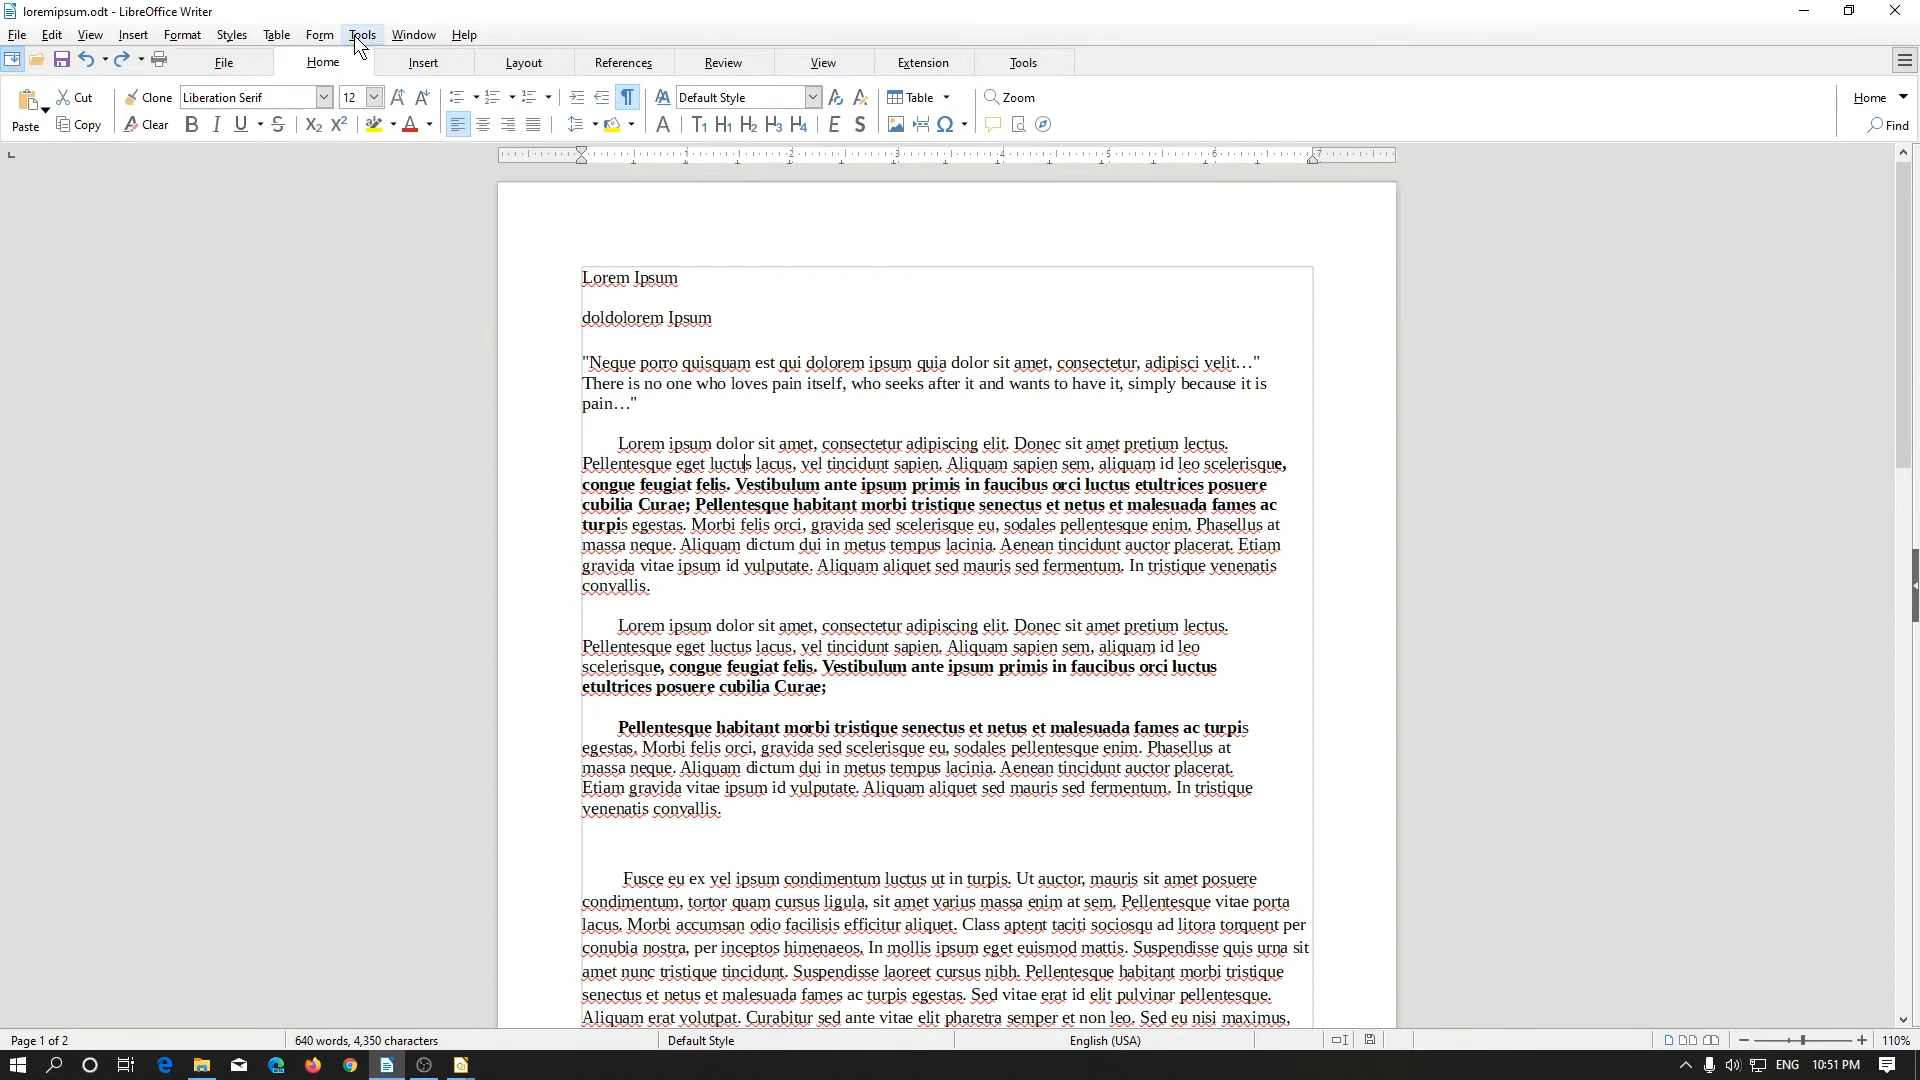 loremipsum.odt - LibreOffice Writer
File Edit View Insert Format Styles Table Form Tools Window Help
File Home Insert Layout References Review View Extension Tools
Cut Clone Liberation Serif 12 Default Style Table Zoom Home
Paste Copy Clear Find
1 2 3 4 5 6 7
Lorem Ipsum
doldolorem Ipsum
"Neque porro quisquam est qui dolorem ipsum quia dolor sit amet, consectetur, adipisci velit…"
There is no one who loves pain itself, who seeks after it and wants to have it, simply because it is
pain…"
Lorem ipsum dolor sit amet, consectetur adipiscing elit. Donec sit amet pretium lectus.
Pellentesque eget luctus lacus, vel tincidunt sapien. Aliquam sapien sem, aliquam id leo scelerisque,
congue feugiat felis. Vestibulum ante ipsum primis in faucibus orci luctus etultrices posuere
cubilia Curae; Pellentesque habitant morbi tristique senectus et netus et malesuada fames ac
turpis egestas. Morbi felis orci, gravida sed scelerisque eu, sodales pellentesque enim. Phasellus at
massa neque. Aliquam dictum dui in metus tempus lacinia. Aenean tincidunt auctor placerat. Etiam
gravida vitae ipsum id vulputate. Aliquam aliquet sed mauris sed fermentum. In tristique venenatis
convallis.
Lorem ipsum dolor sit amet, consectetur adipiscing elit. Donec sit amet pretium lectus.
Pellentesque eget luctus lacus, vel tincidunt sapien. Aliquam sapien sem, aliquam id leo
scelerisque, congue feugiat felis. Vestibulum ante ipsum primis in faucibus orci luctus
etultrices posuere cubilia Curae;
Pellentesque habitant morbi tristique senectus et netus et malesuada fames ac turpis
egestas. Morbi felis orci, gravida sed scelerisque eu, sodales pellentesque enim. Phasellus at
massa neque. Aliquam dictum dui in metus tempus lacinia. Aenean tincidunt auctor placerat.
Etiam gravida vitae ipsum id vulputate. Aliquam aliquet sed mauris sed fermentum. In tristique
venenatis convallis.
Fusce eu ex vel ipsum condimentum luctus ut in turpis. Ut auctor, mauris sit amet posuere
condimentum, tortor quam cursus ligula, sit amet varius massa enim at sem. Pellentesque vitae porta
lacus. Morbi accumsan odio facilisis efficitur aliquet. Class aptent taciti sociosqu ad litora torquent per
conubia nostra, per inceptos himenaeos. In mollis ipsum eget euismod mattis. Suspendisse quis urna sit
amet nunc tristique tincidunt. Suspendisse laoreet cursus nibh. Pellentesque habitant morbi tristique
senectus et netus et malesuada fames ac turpis egestas. Sed vitae erat id elit pulvinar pellentesque.
Aliquam erat volutpat. Curabitur sed ante vitae elit pharetra semper et non leo. Sed eu nisi maximus,
Page 1 of 2 640 words, 4,350 characters Default Style English (USA) 110%
ENG 10:51 PM